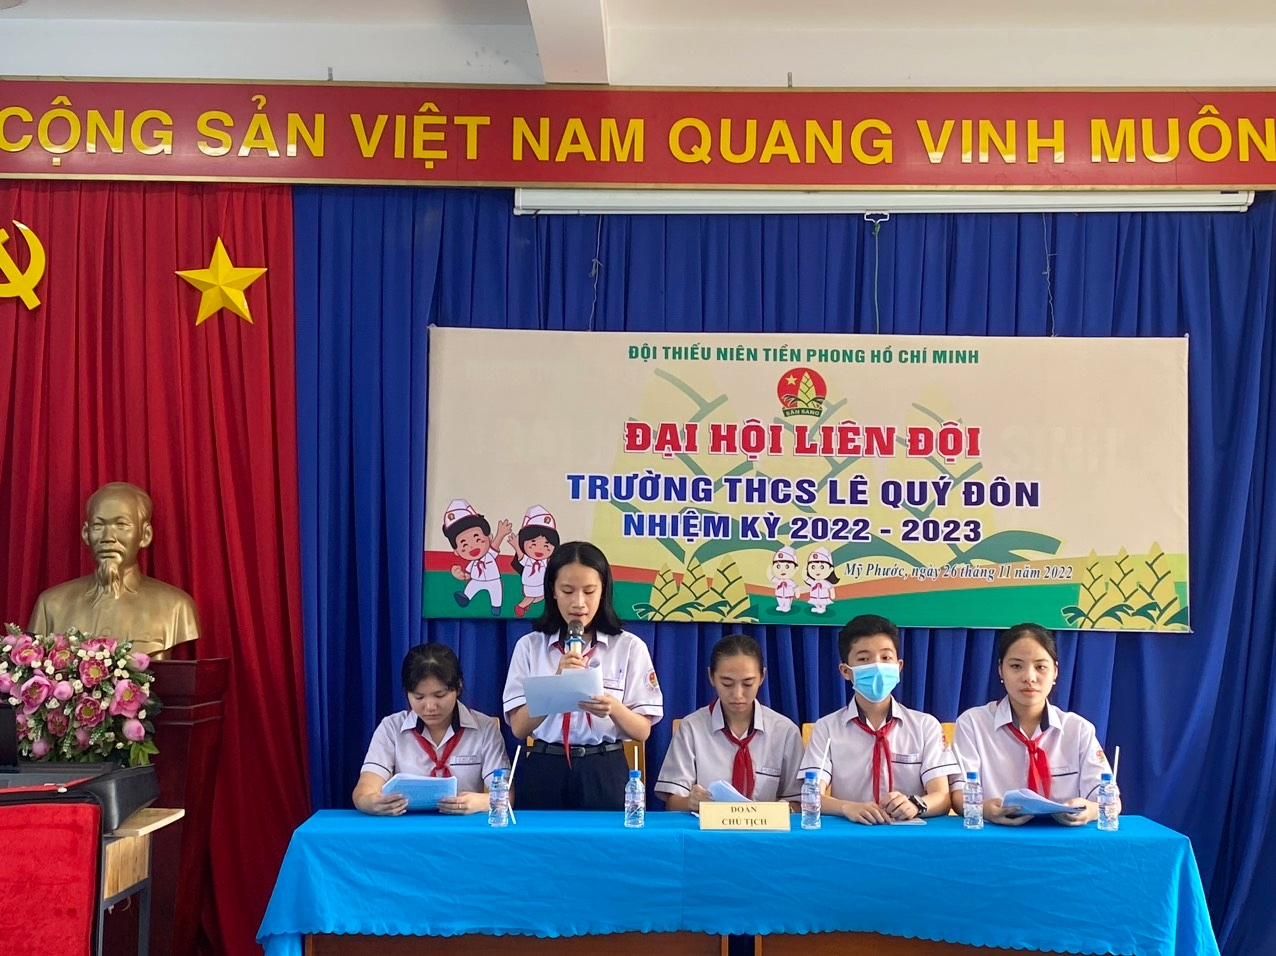 CỘNG SẢN VIỆT NAM QUANG VINH MUÔN
ĐỘI THIẾU NIÊN TIỀN PHONG HỒ CHÍ MINH
SẴN SÀNG
ĐẠI HỘI LIÊN ĐỘI
TRƯỜNG THCS LÊ QUÝ ĐÔN
NHIỆM KỲ 2022 - 2023
Mỹ Phước, ngày 26 tháng 11 năm 2022
ĐOÀN
CHỦ TỊCH